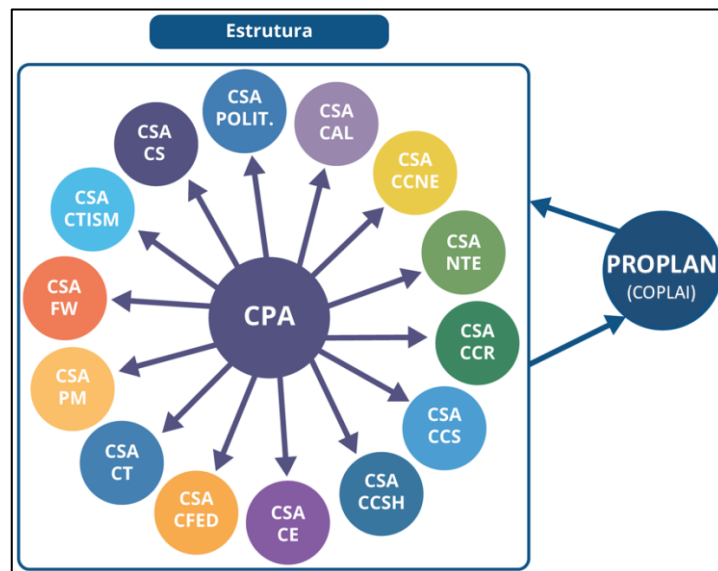 Estrutura
CSA
POLIT.
CSA
CAL
CSA
CCNE
CSA
NTE
CSA
CCR
CSA
CCS
CSA
CCSH
CSA
CE
CSA
CFED
CSA
CT
CSA
PM
CSA
FW
CSA
CTISM
CSA
CS
CPA
PROPLAN
(COPLAI)